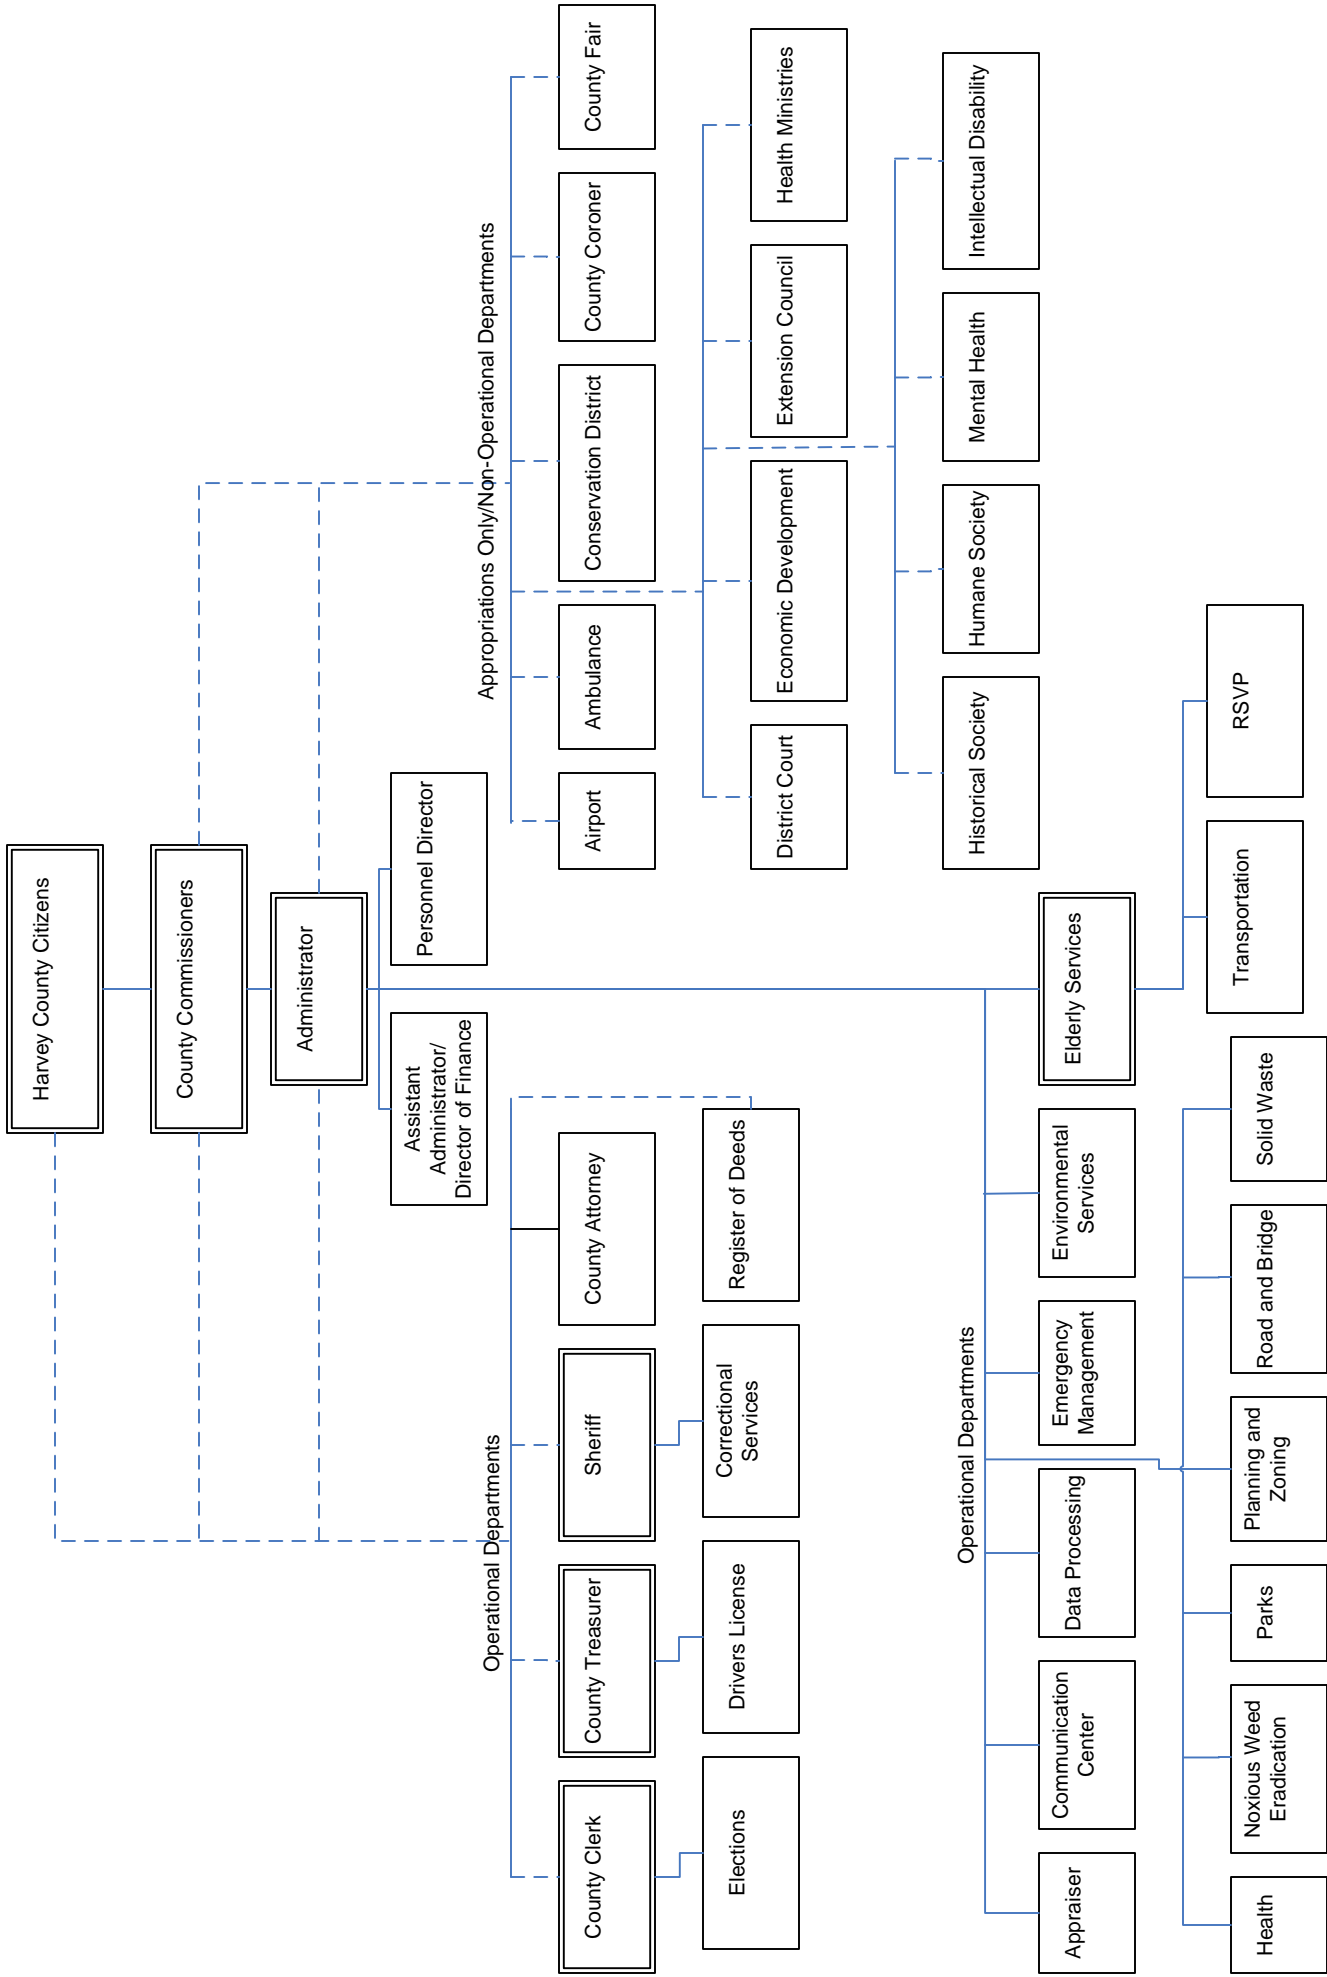 Harvey County Citizens
County Commissioners
Administrator
Assistant
Administrator/
Director of Finance
Personnel Director
Operational Departments
Appropriations Only/Non-Operational Departments
County Clerk
County Treasurer
Sheriff
County Attorney
Airport
Ambulance
Conservation District
County Coroner
County Fair
Elections
Drivers License
Correctional
Services
Register of Deeds
District Court
Economic Development
Extension Council
Health Ministries
Historical Society
Humane Society
Mental Health
Intellectual Disability
Operational Departments
Appraiser
Communication
Center
Data Processing
Emergency
Management
Environmental
Services
Elderly Services
Health
Noxious Weed
Eradication
Parks
Planning and
Zoning
Road and Bridge
Solid Waste
Transportation
RSVP